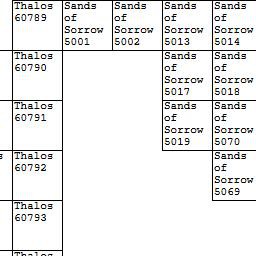 Thalos
60789
Sands
of
Sorrow
5001
Sands
of
Sorrow
5002
Sands
of
Sorrow
5013
Sands
of
Sorrow
5014
Thalos
60790
Sands
of
Sorrow
5017
Sands
of
Sorrow
5018
Thalos
60791
Sands
of
Sorrow
5019
Sands
of
Sorrow
5070
s
Thalos
60792
Sands
of
Sorrow
5069
Thalos
60793
Thalos